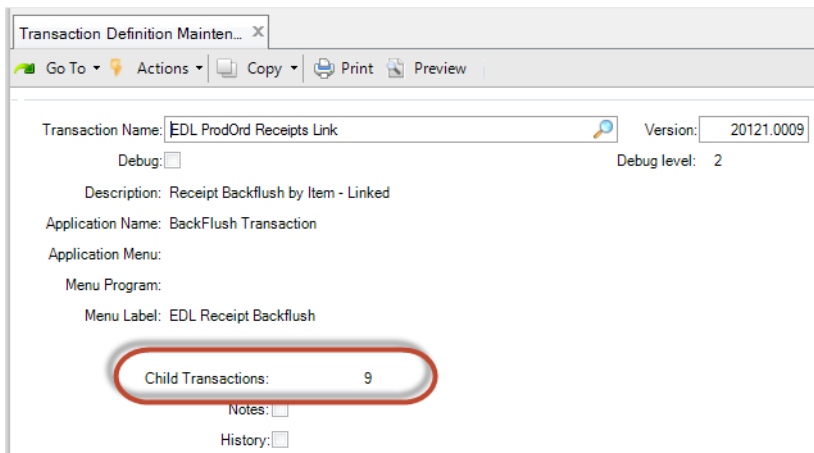 Transaction Definition Mainten... X
Go To Actions Copy Print Preview
Transaction Name: EDL ProdOrd Receipts Link Version: 20121.0009
Debug: Debug level: 2
Description: Receipt Backflush by Item - Linked
Application Name: BackFlush Transaction
Application Menu:
Menu Program:
Menu Label: EDL Receipt Backflush
Child Transactions: 9
Notes:
History: